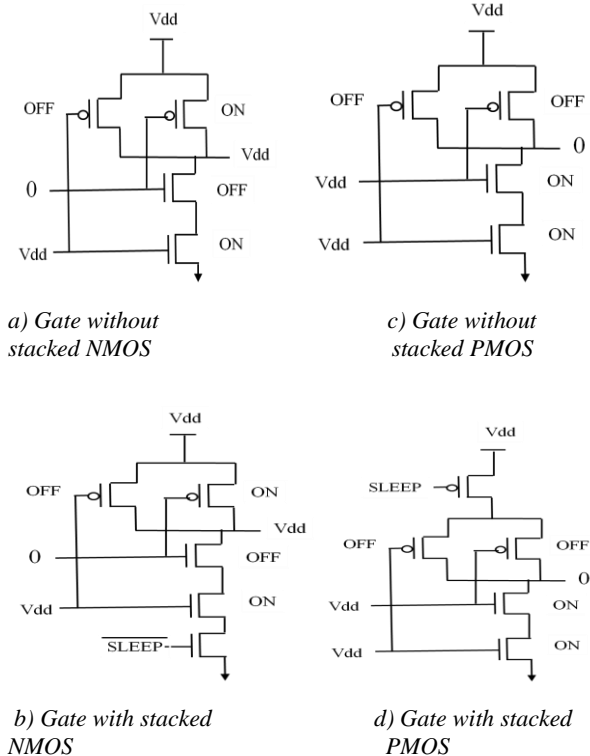 Vdd
OFF
ON
Vdd
0
OFF
Vdd
ON
a) Gate without
stacked NMOS
Vdd
OFF
OFF
0
Vdd
ON
Vdd
ON
c) Gate without
stacked PMOS
Vdd
OFF
ON
Vdd
0
OFF
Vdd
ON
SLEEP
b) Gate with stacked
NMOS
Vdd
SLEEP
OFF
OFF
0
Vdd
ON
Vdd
ON
d) Gate with stacked
PMOS